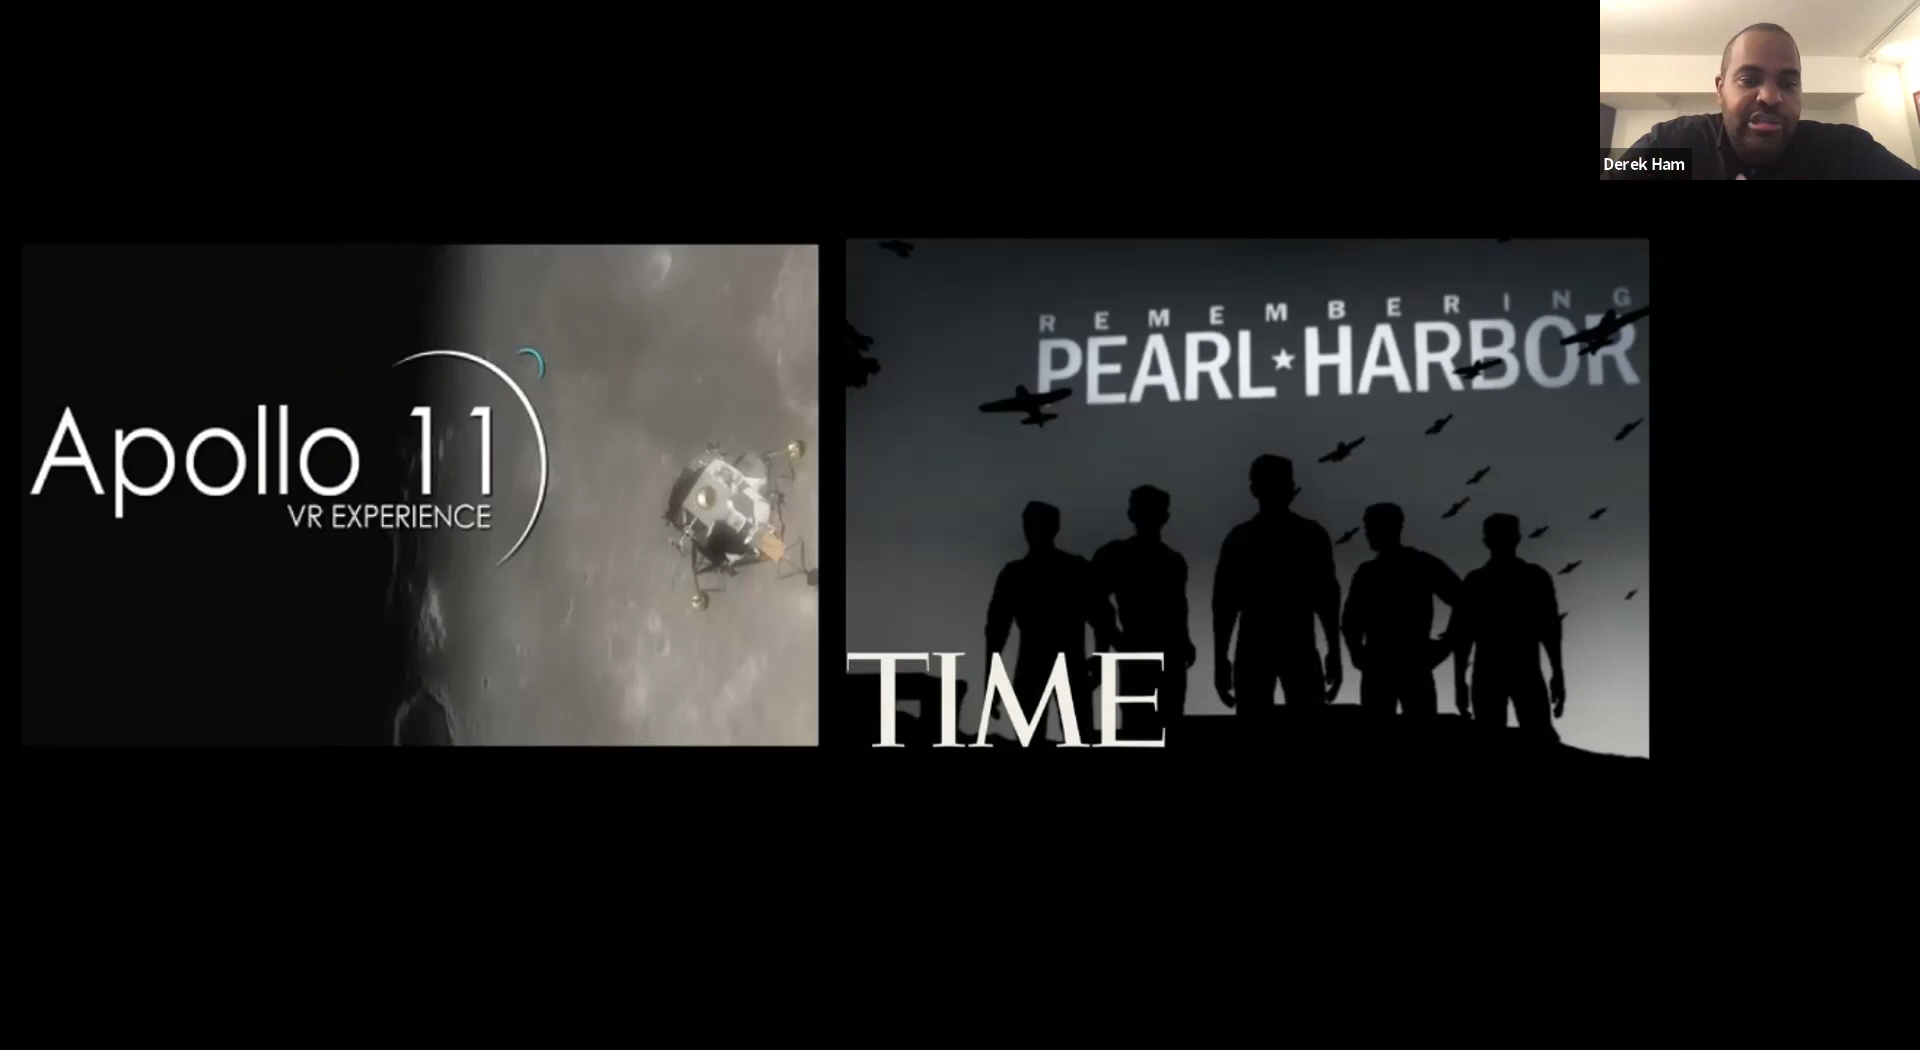 Derek Ham
Apollo 11
VR EXPERIENCE
REMEMBERING
PEARL★HARBOR
TIME